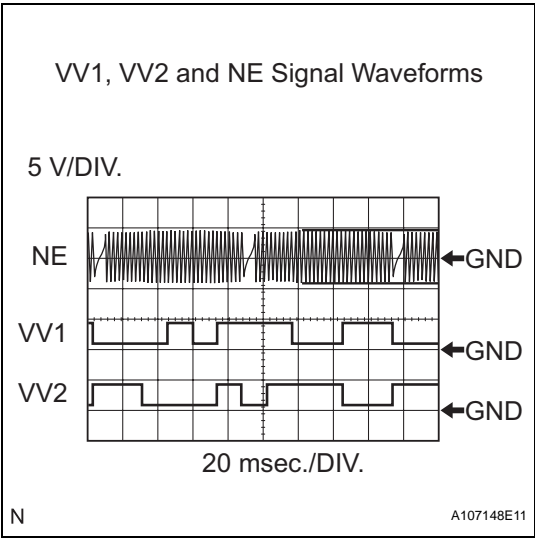 VV1, VV2 and NE Signal Waveforms
5 V/DIV.
NE
GND
VV1
GND
VV2
GND
20 msec./DIV.
N
A107148E11